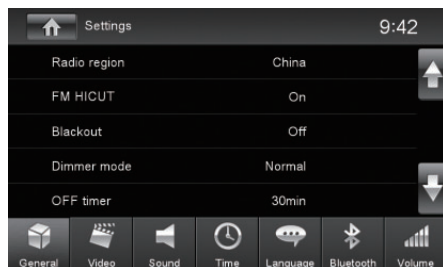 Settings 9:42
Radio region China
FM HICUT On
Blackout Off
Dimmer mode Normal
OFF timer 30min
General Video Sound Time Language Bluetooth Volume